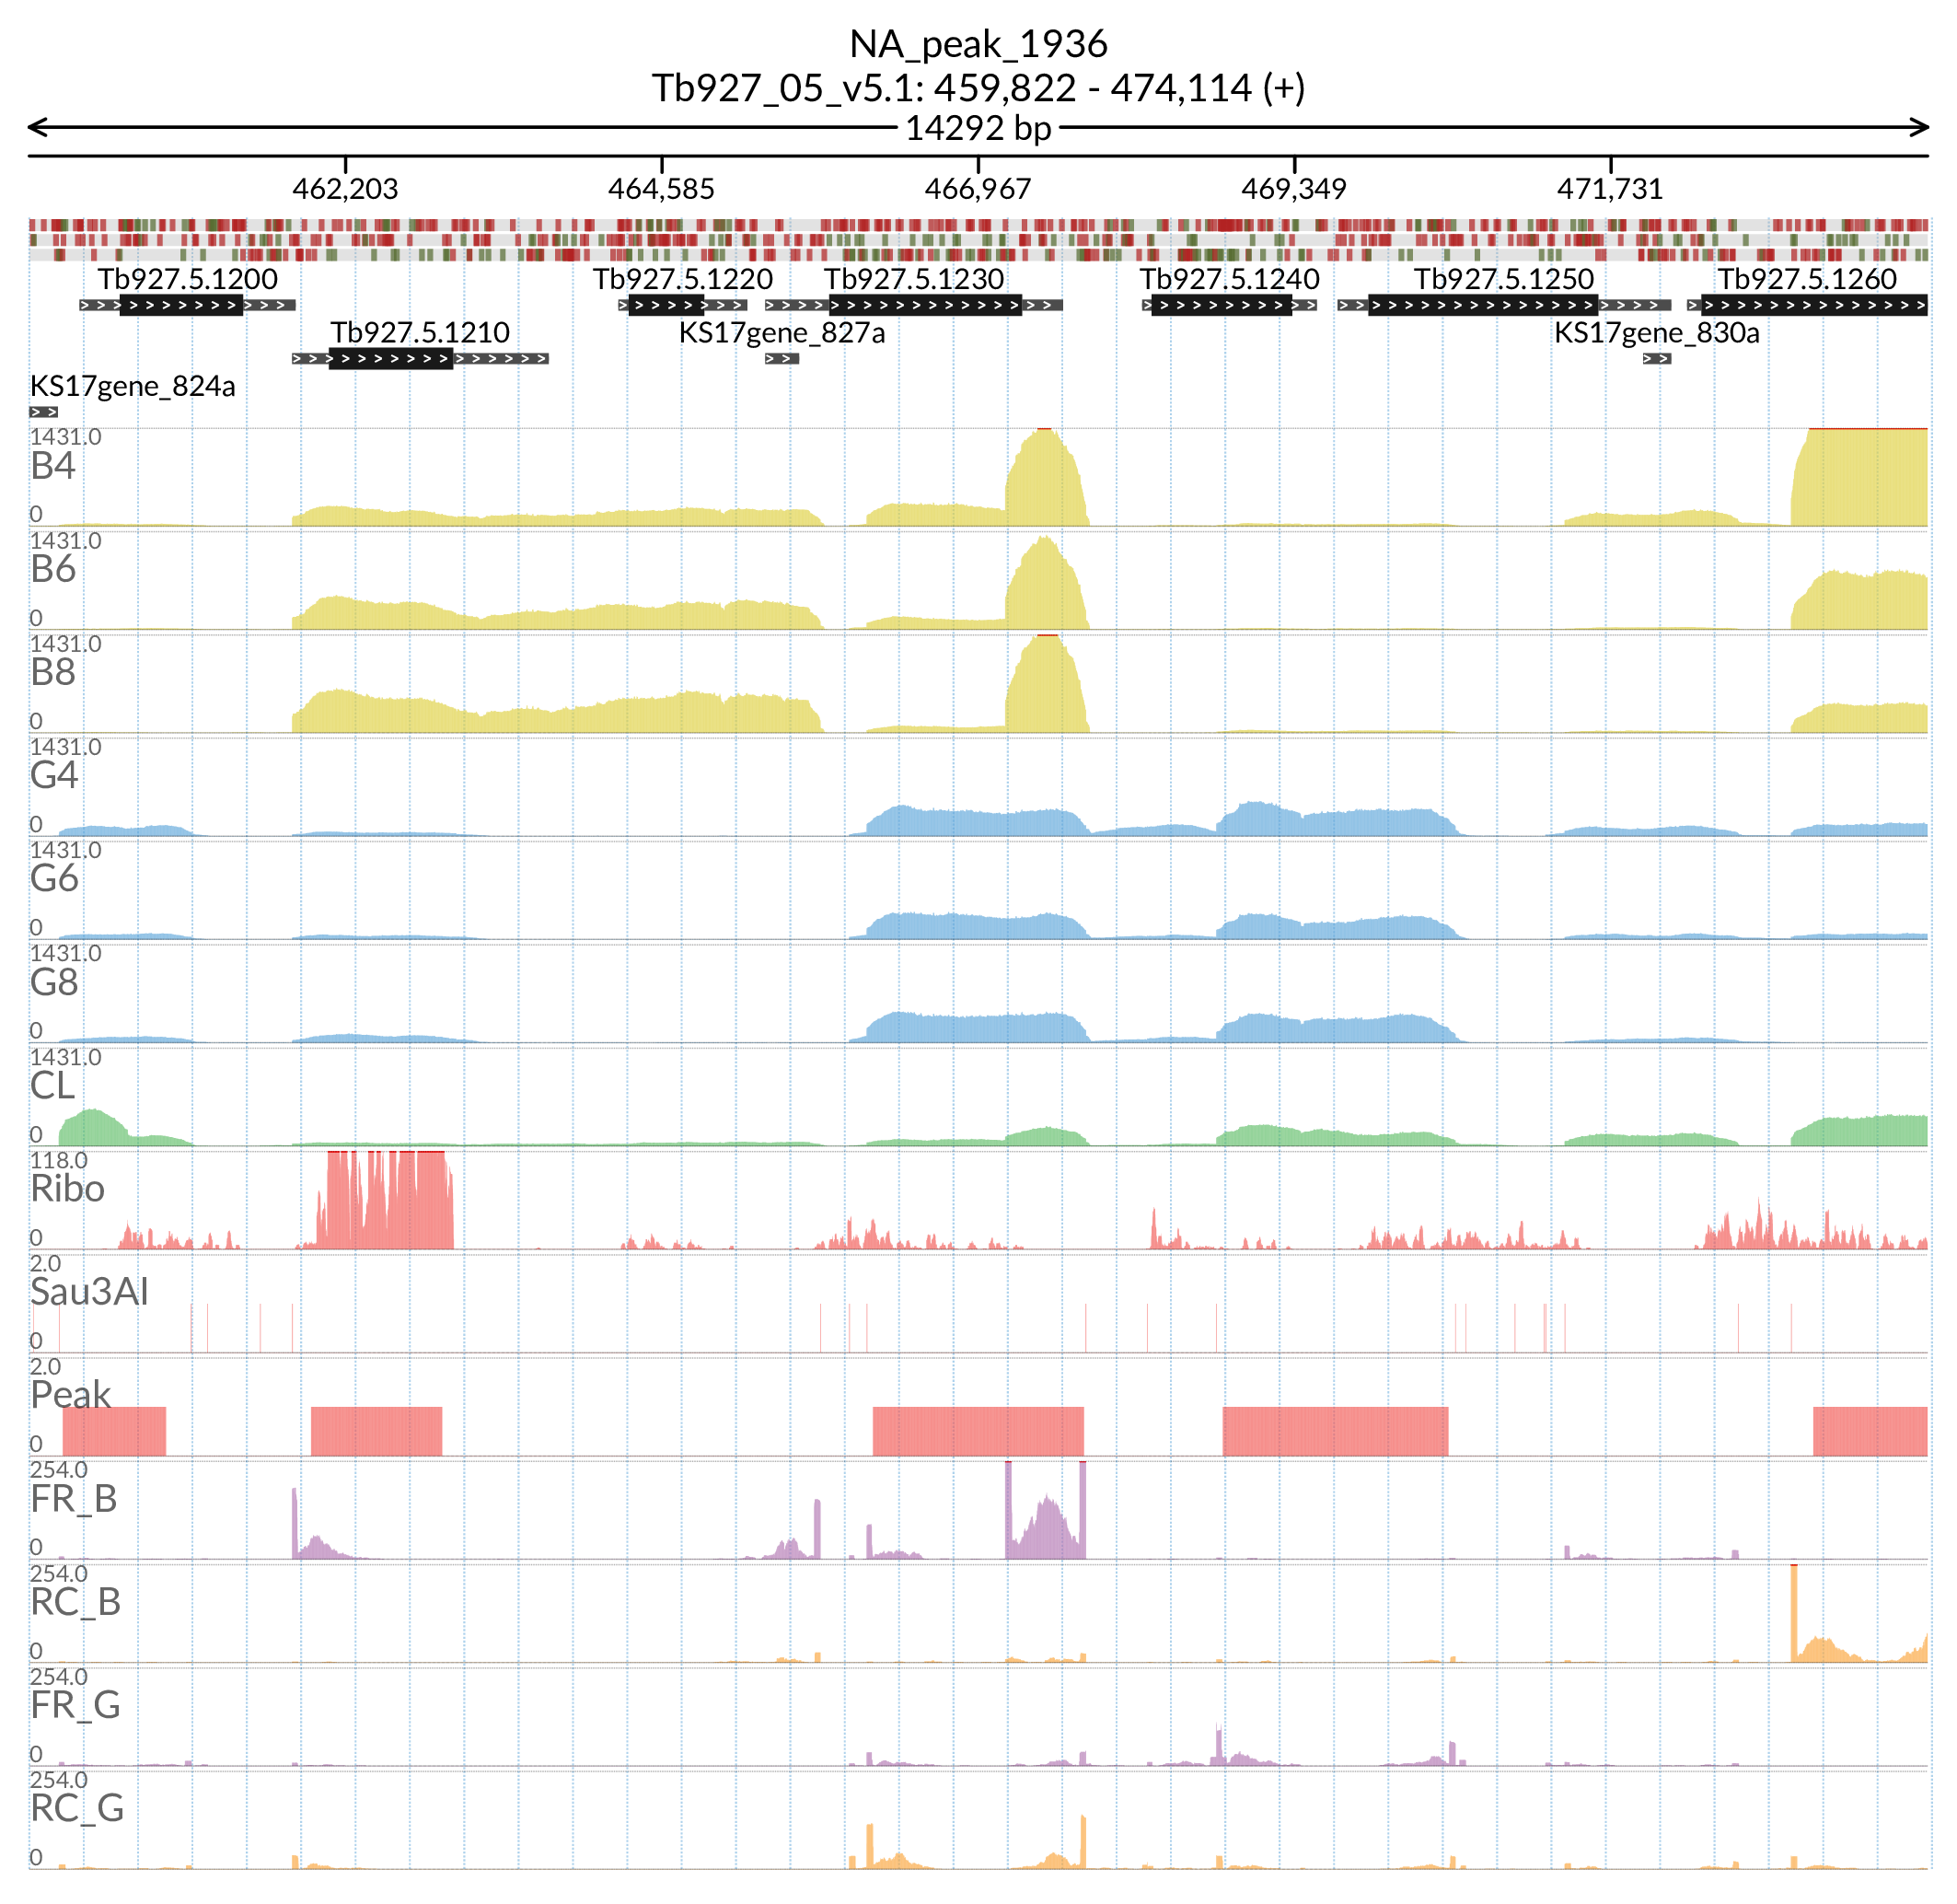 NA_peak_1936
Tb927_05_v5.1: 459,822 - 474,114 (+)
14292 bp
462,203 464,585 466,967 469,349 471,731
Tb927.5.1200 Tb927.5.1220 Tb927.5.1230 Tb927.5.1240 Tb927.5.1250 Tb927.5.1260
Tb927.5.1210 KS17gene_827a KS17gene_830a
KS17gene_824a
1431.0
B4
0
1431.0
B6
0
1431.0
B8
0
1431.0
G4
0
1431.0
G6
0
1431.0
G8
0
1431.0
CL
0
118.0
Ribo
0
2.0
Sau3AI
0
2.0
Peak
0
254.0
FR_B
0
254.0
RC_B
0
254.0
FR_G
0
254.0
RC_G
0